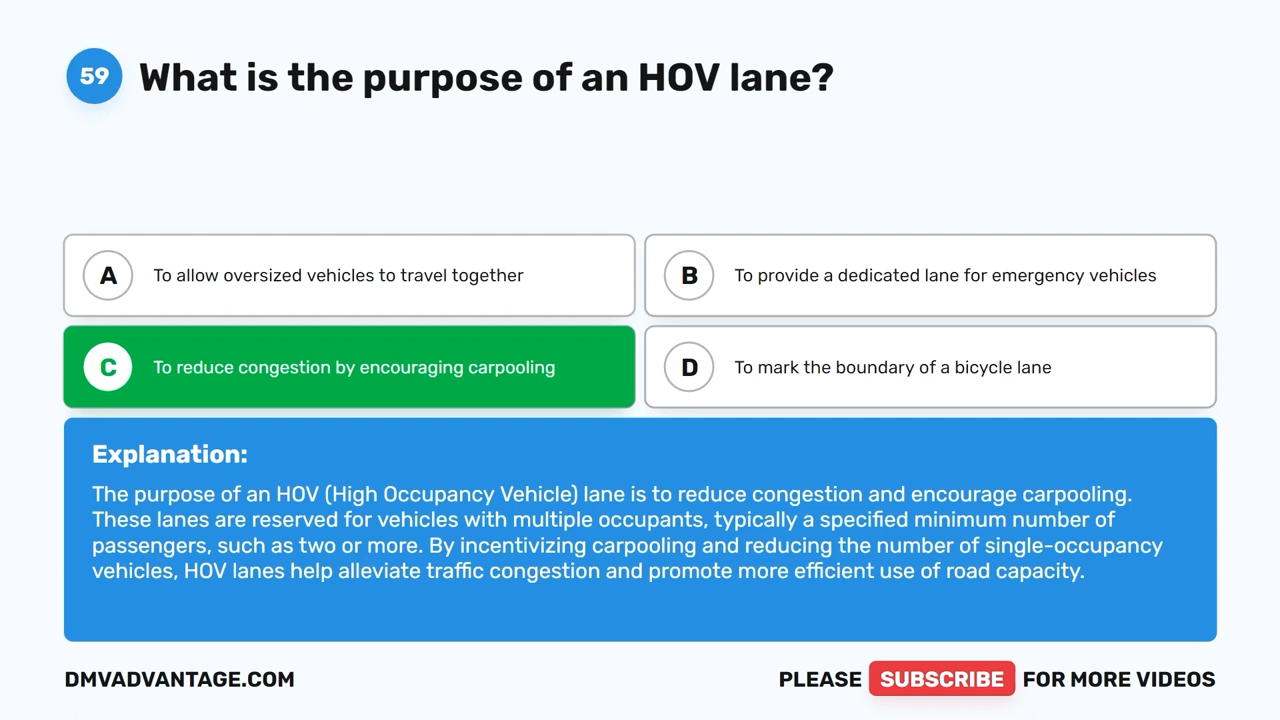 59 What is the purpose of an HOV lane?
A To allow oversized vehicles to travel together
B To provide a dedicated lane for emergency vehicles
C To reduce congestion by encouraging carpooling
D To mark the boundary of a bicycle lane
Explanation:
The purpose of an HOV (High Occupancy Vehicle) lane is to reduce congestion and encourage carpooling.
These lanes are reserved for vehicles with multiple occupants, typically a specified minimum number of
passengers, such as two or more. By incentivizing carpooling and reducing the number of single-occupancy
vehicles, HOV lanes help alleviate traffic congestion and promote more efficient use of road capacity.
DMVADVANTAGE.COM
PLEASE SUBSCRIBE FOR MORE VIDEOS